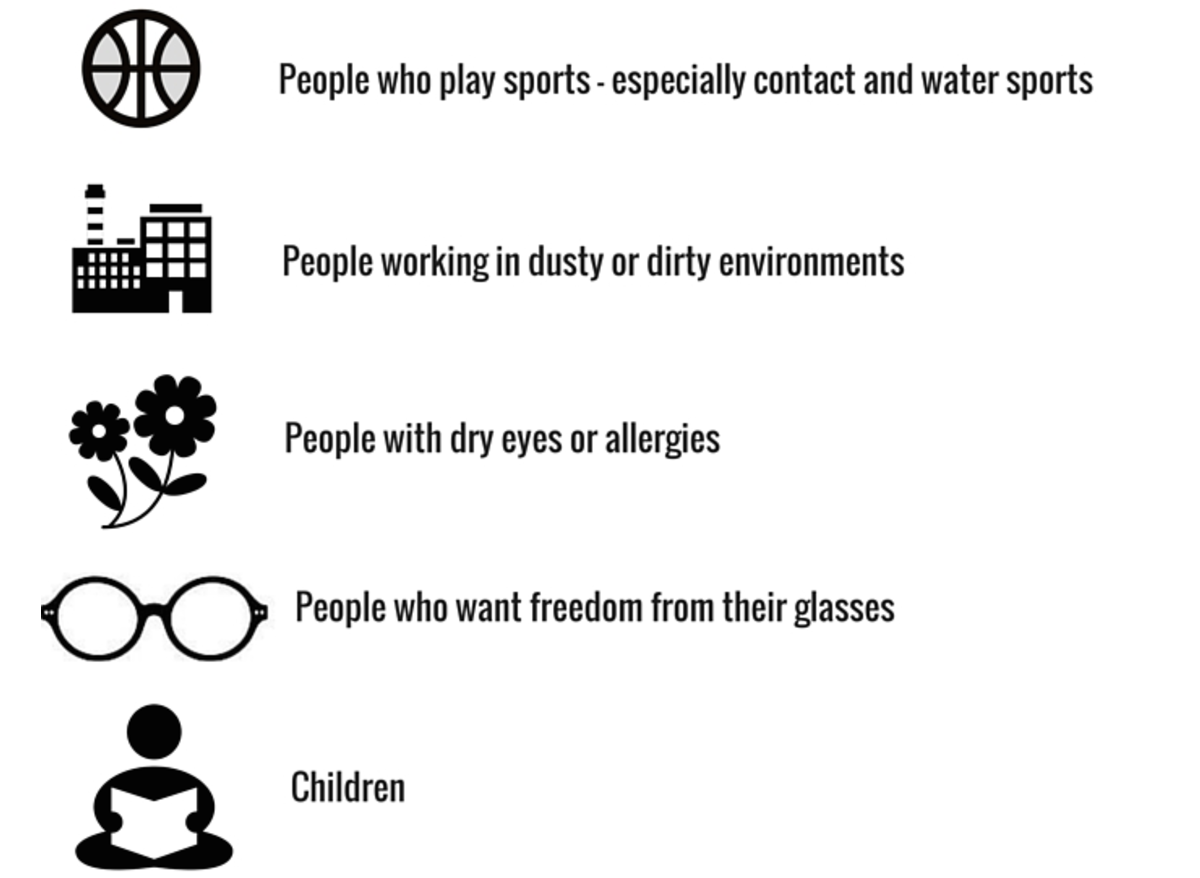 People who play sports - especially contact and water sports
People working in dusty or dirty environments
People with dry eyes or allergies
People who want freedom from their glasses
Children